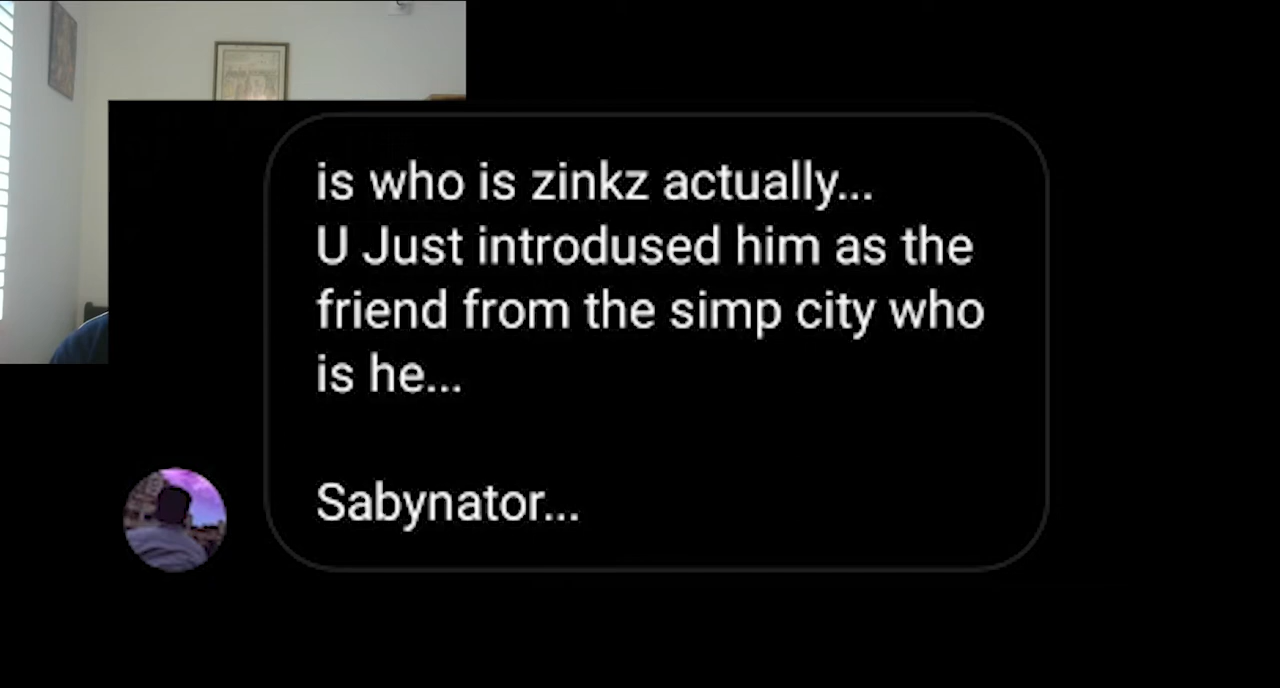 is who is zinkz actually...
U Just introdused him as the
friend from the simp city who
is he...
Sabynator...